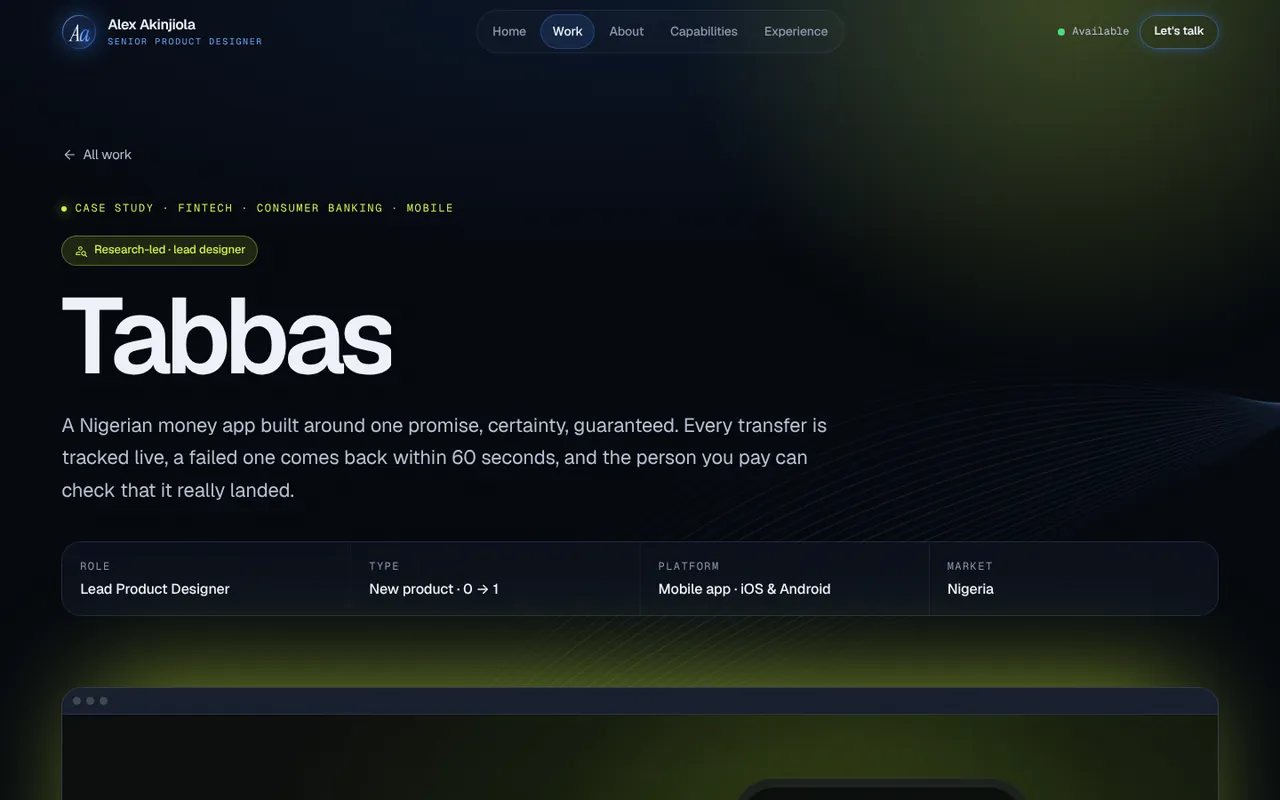 Aa
Alex Akinjiola
SENIOR PRODUCT DESIGNER
Home
Work
About
Capabilities
Experience
Available
Let's talk
← All work
CASE STUDY · FINTECH · CONSUMER BANKING · MOBILE
Research-led · lead designer
Tabbas
A Nigerian money app built around one promise, certainty, guaranteed. Every transfer is
tracked live, a failed one comes back within 60 seconds, and the person you pay can
check that it really landed.
ROLE
Lead Product Designer
TYPE
New product · 0 → 1
PLATFORM
Mobile app · iOS & Android
MARKET
Nigeria